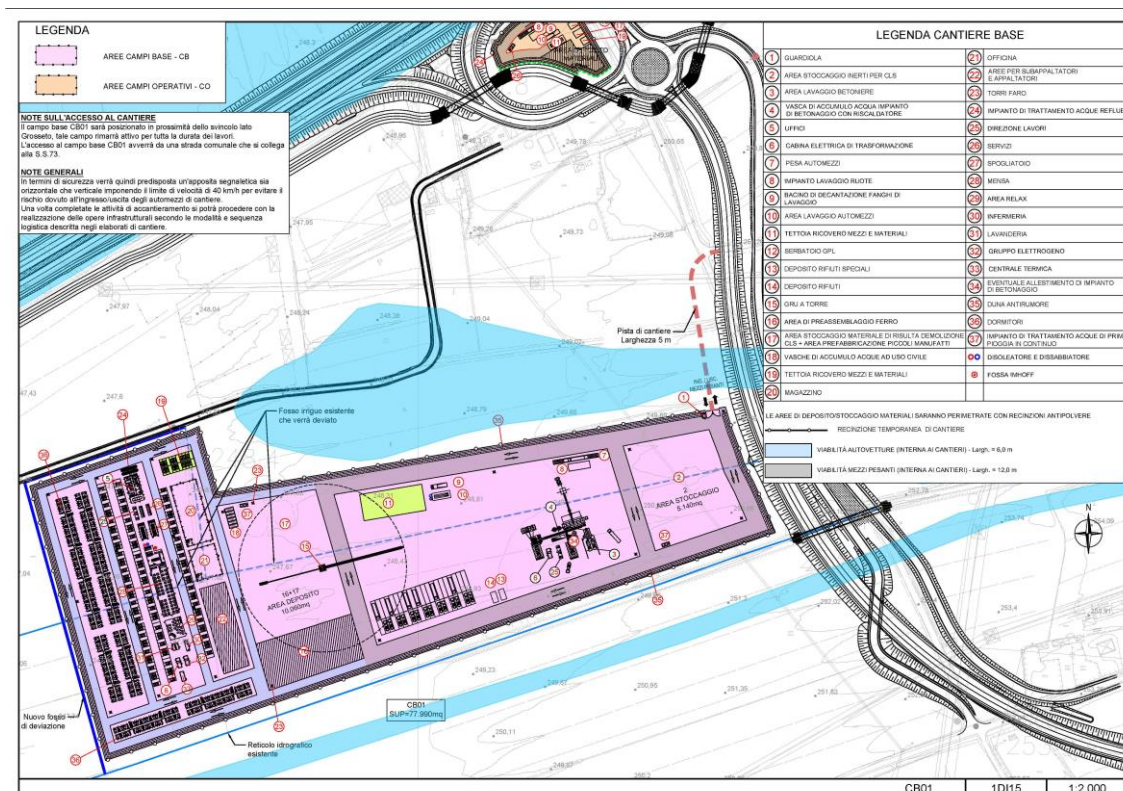 LEGENDA
AREE CAMPI BASE - CB
AREE CAMPI OPERATIVI - CO
NOTE SULL'ACCESSO AL CANTIERE
Il campo base CB01 sarà posizionato in prossimità dello svincolo lato
Grosseto, tale campo rimarrà attivo per tutta la durata dei lavori.
L'accesso al campo base CB01 avverrà da una strada comunale che si collega
alla S.S.73.
NOTE GENERALI
In termini di sicurezza verrà quindi predisposta un'apposita segnaletica sia
orizzontale che verticale imponendo il limite di velocità di 40 km/h per evitare il
rischio dovuto all'ingresso/uscita degli automezzi di cantiere.
Una volta completate le attività di accantieramento si potrà procedere con la
realizzazione delle opere infrastrutturali secondo le modalità e sequenza
logistica descritta negli elaborati di cantiere.
LEGENDA CANTIERE BASE
1 GUARDIOLA
2 AREA STOCCAGGIO INERTI PER CLS
3 AREA LAVAGGIO BETONIERE
4 VASCA DI ACCUMULO ACQUA IMPIANTO
DI BETONAGGIO CON RISCALDATORE
5 UFFICI
6 CABINA ELETTRICA DI TRASFORMAZIONE
7 PESA AUTOMEZZI
8 IMPIANTO LAVAGGIO RUOTE
9 BACINO DI DECANTAZIONE FANGHI DI
LAVAGGIO
10 AREA LAVAGGIO AUTOMEZZI
11 TETTOIA RICOVERO MEZZI E MATERIALI
12 SERBATOIO GPL
13 DEPOSITO RIFIUTI SPECIALI
14 DEPOSITO RIFIUTI
15 GRU A TORRE
16 AREA DI PREASSEMBLAGGIO FERRO
17 AREA STOCCAGGIO MATERIALE DI RISULTA DEMOLIZIONE
CLS + AREA PREFABBRICAZIONE PICCOLI MANUFATTI
18 VASCHE DI ACCUMULO ACQUE AD USO CIVILE
19 TETTOIA RICOVERO MEZZI E MATERIALI
20 MAGAZZINO
21 OFFICINA
22 AREE PER SUBAPPALTATORI
E APPALTATORI
23 TORRI FARO
24 IMPIANTO DI TRATTAMENTO ACQUE REFLUE
25 DIREZIONE LAVORI
26 SERVIZI
27 SPOGLIATOIO
28 MENSA
29 AREA RELAX
30 INFERMERIA
31 LAVANDERIA
32 GRUPPO ELETTROGENO
33 CENTRALE TERMICA
34 EVENTUALE ALLESTIMENTO DI IMPIANTO
DI BETONAGGIO
35 DUNA ANTIRUMORE
36 DORMITORI
37 IMPIANTO DI TRATTAMENTO ACQUE DI PRIM
PIOGGIA IN CONTINUO
DISOLEATORE E DISSABBIATORE
FOSSA IMHOFF
LE AREE DI DEPOSITO/STOCCAGGIO MATERIALI SARANNO PERIMETRATE CON RECINZIONI ANTIPOLVERE
RECINZIONE TEMPORANEA DI CANTIERE
VIABILITÀ AUTOVETTURE (INTERNA AI CANTIERI) - Largh. = 6,0 m
VIABILITÀ MEZZI PESANTI (INTERNA AI CANTIERI) - Largh. = 12,0 m
Pista di cantiere
Larghezza 5 m
Fosso irriguo esistente
che verrà deviato
2
AREA STOCCAGGIO
5.140mq
16+17
AREA DEPOSITO
10.060mq
CB01
SUP=77.990mq
Nuovo fosso
di deviazione
Reticolo idrografico
esistente
N
CB01
1DI15
1:2.000